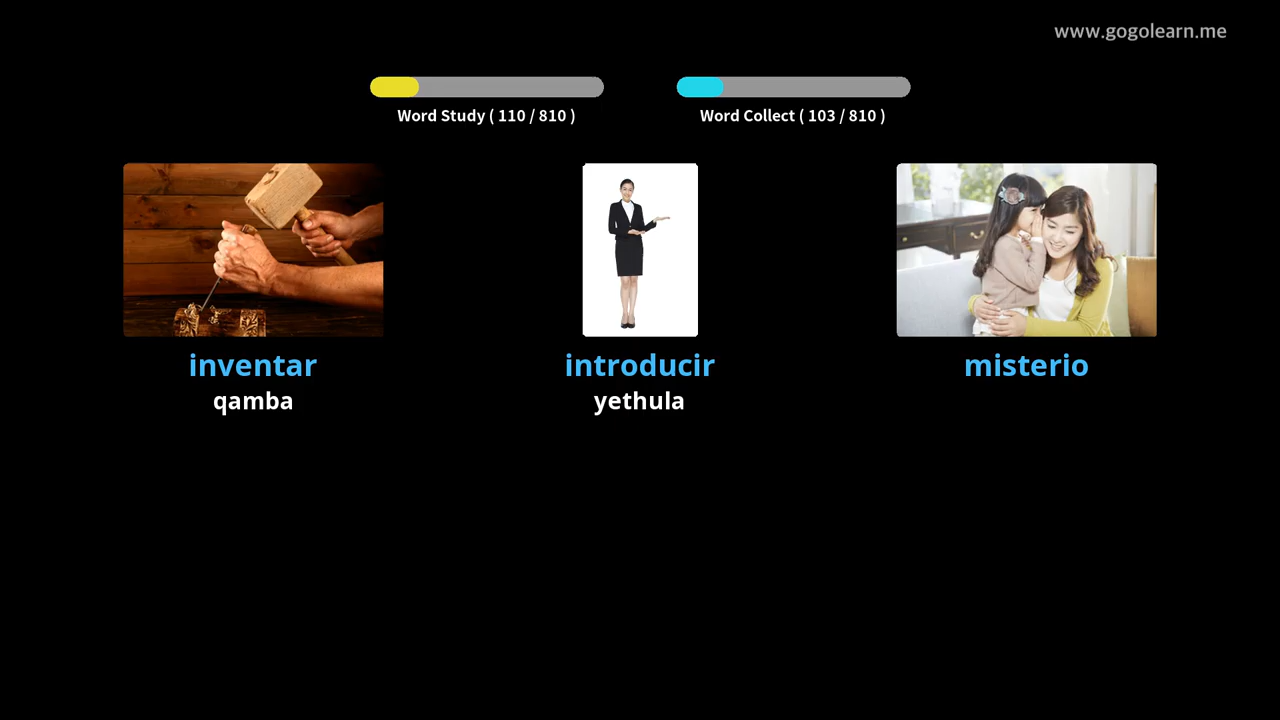 www.gogolearn.me
Word Study ( 110 / 810 )
Word Collect ( 103 / 810 )
inventar
qamba
introducir
yethula
misterio